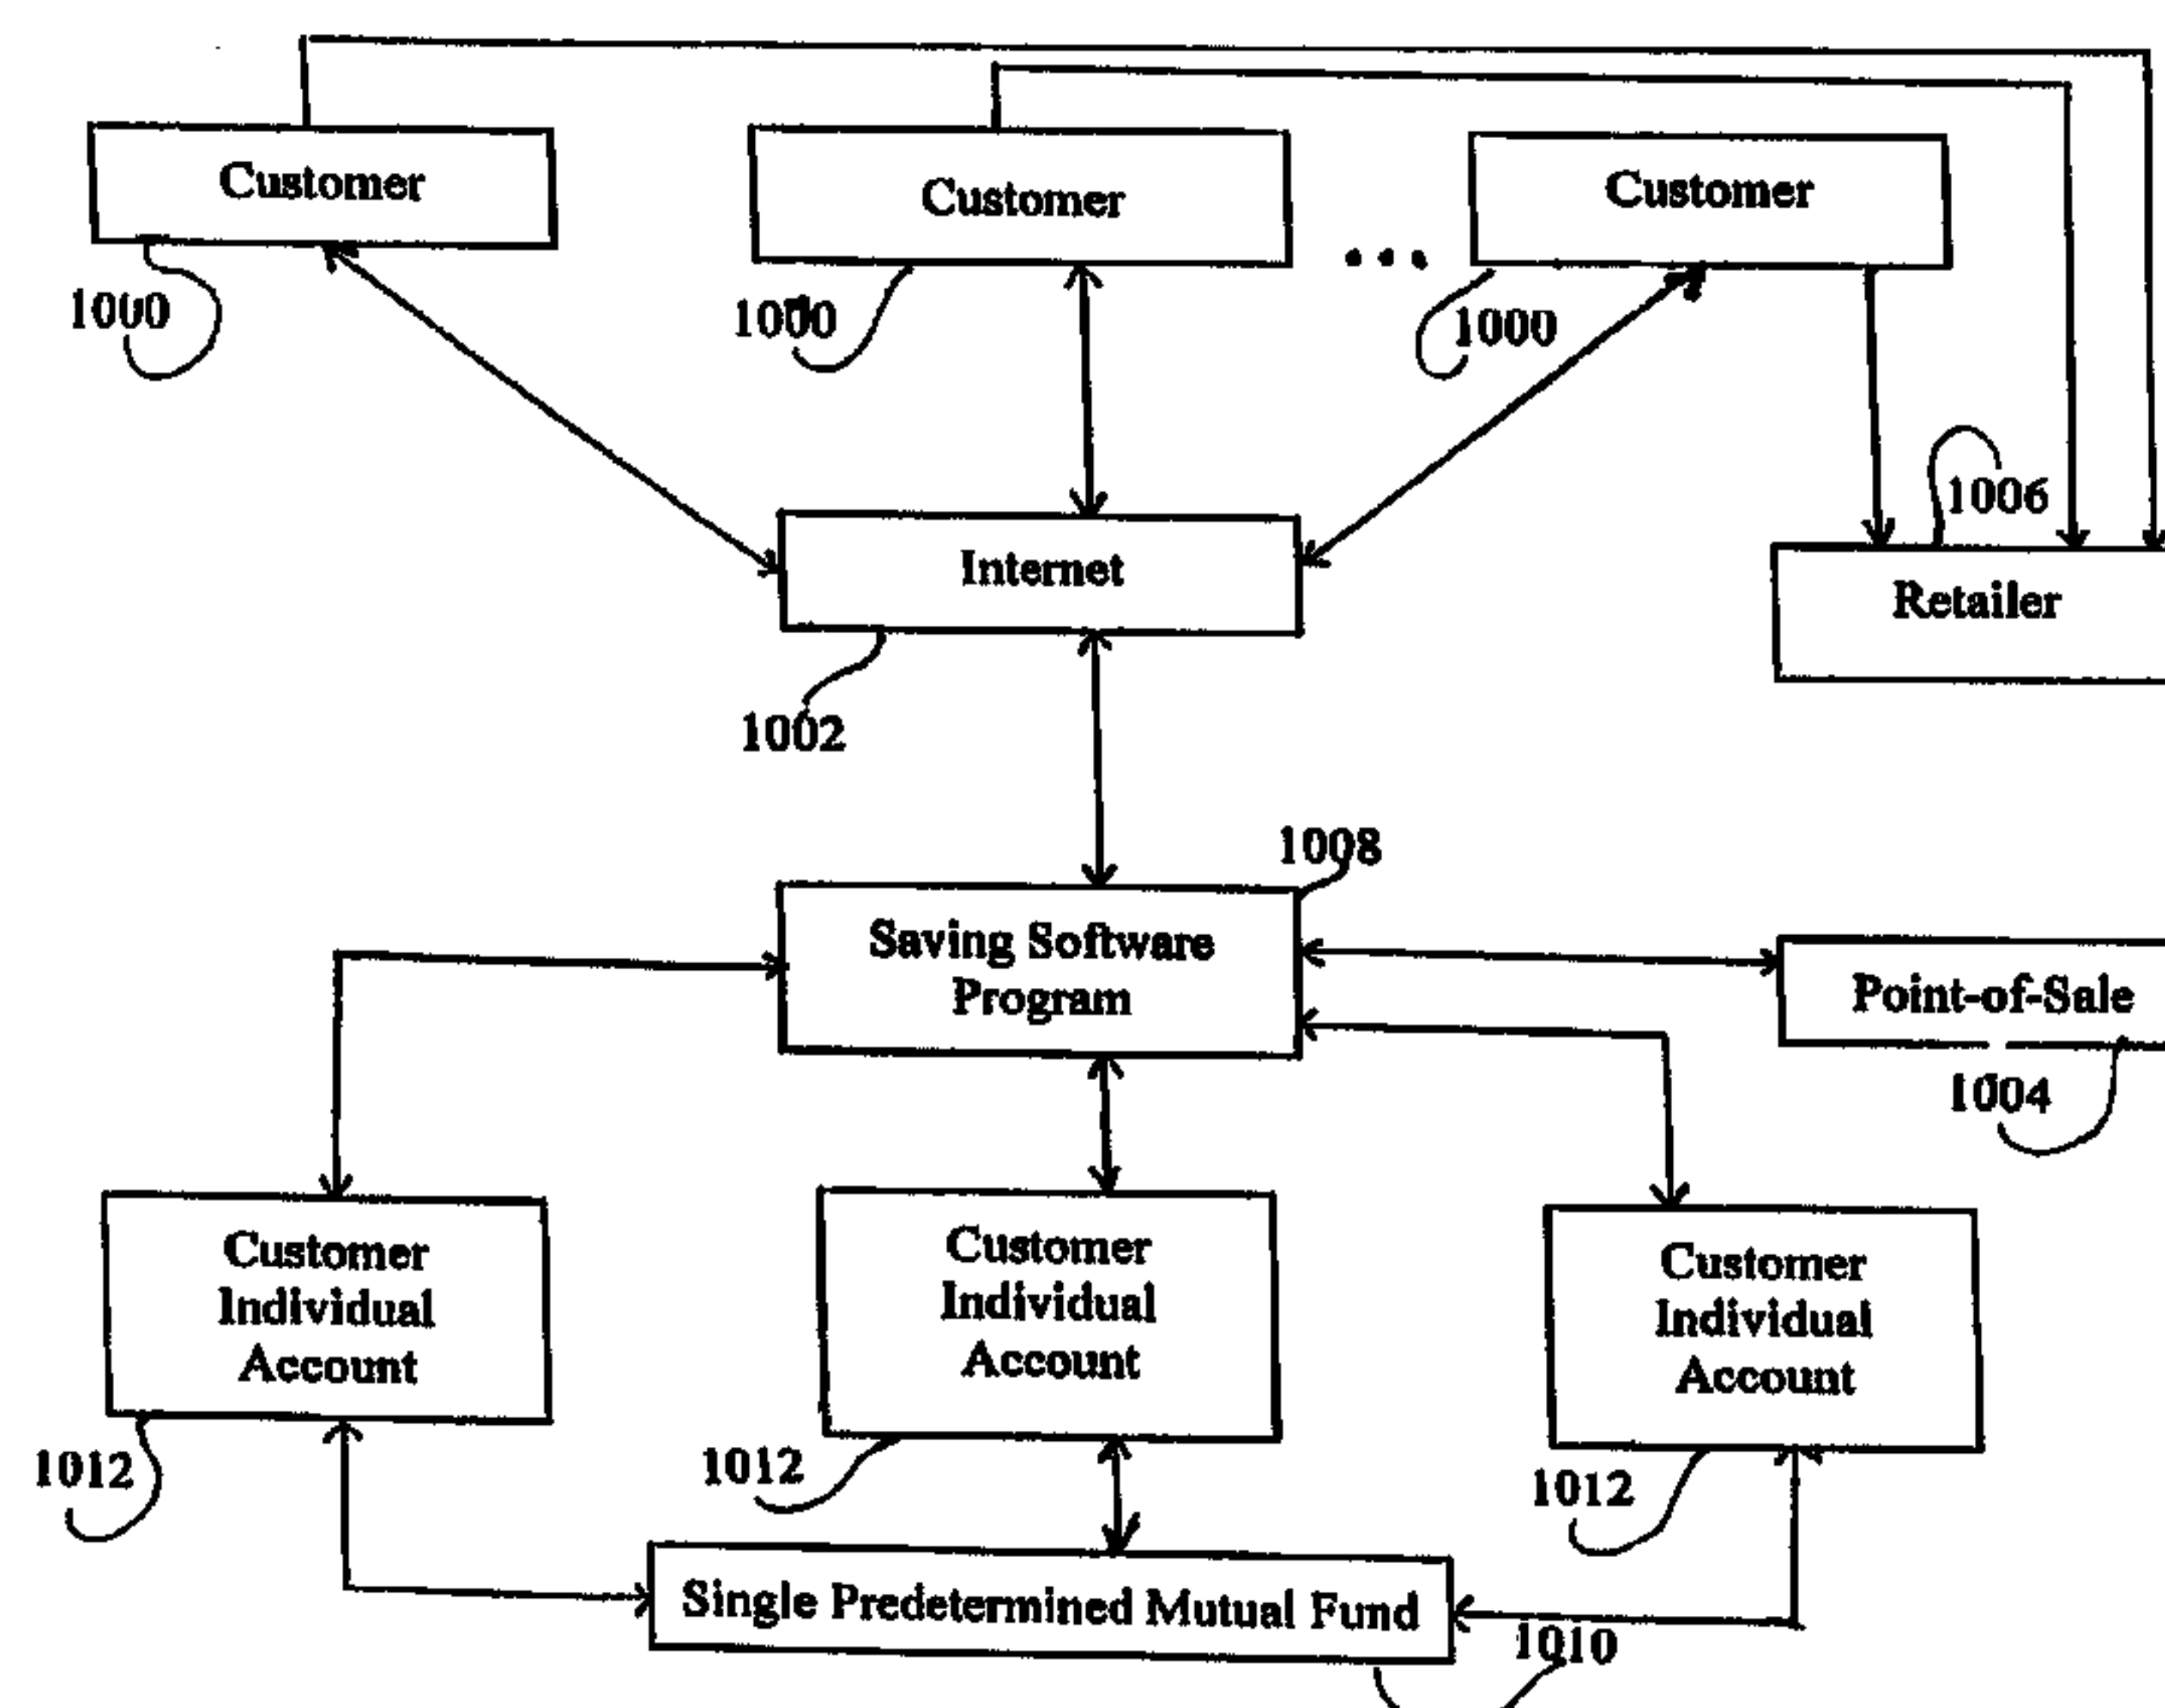 Customer
Customer
Customer
...
1000
1000
1000
1006
Internet
Retailer
1002
1008
Saving Software
Program
Point-of-Sale
1004
Customer
Individual
Account
Customer
Individual
Account
Customer
Individual
Account
1012
1012
1012
Single Predetermined Mutual Fund
1010